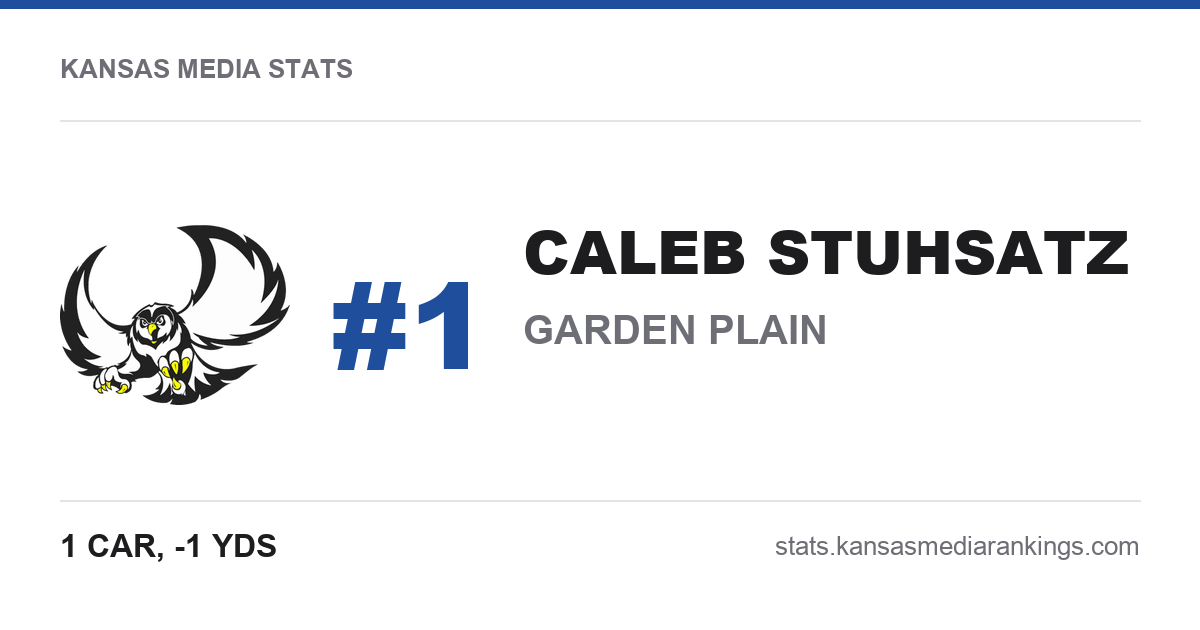 KANSAS MEDIA STATS
#1
CALEB STUHSATZ
GARDEN PLAIN
1 CAR, -1 YDS
stats.kansasmediarankings.com